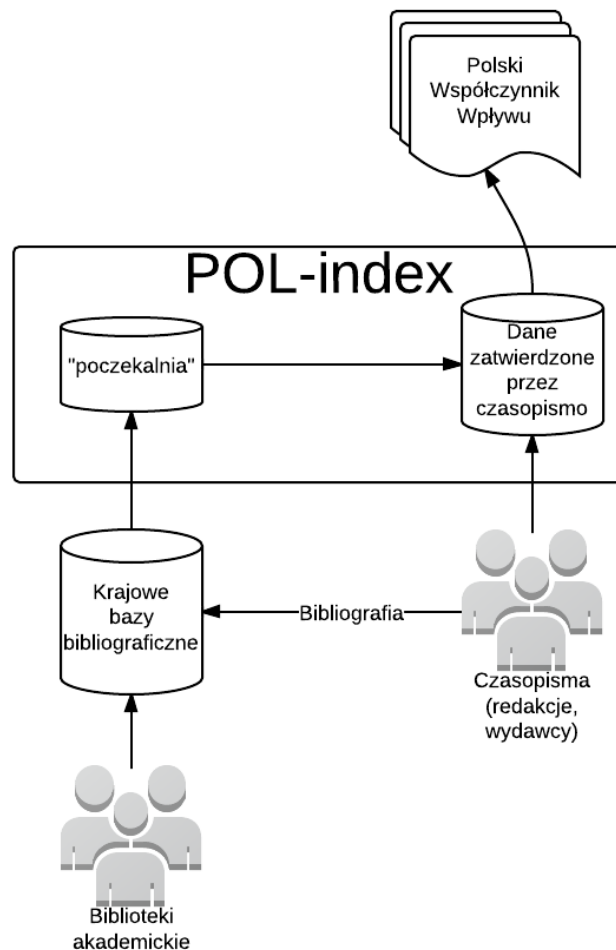 Polski
Współczynnik
Wpływu
POL-index
"poczekalnia"
Dane
zatwierdzone
przez
czasopismo
Krajowe
bazy
bibliograficzne
Bibliografia
Czasopisma
(redakcje,
wydawcy)
Biblioteki
akademickie